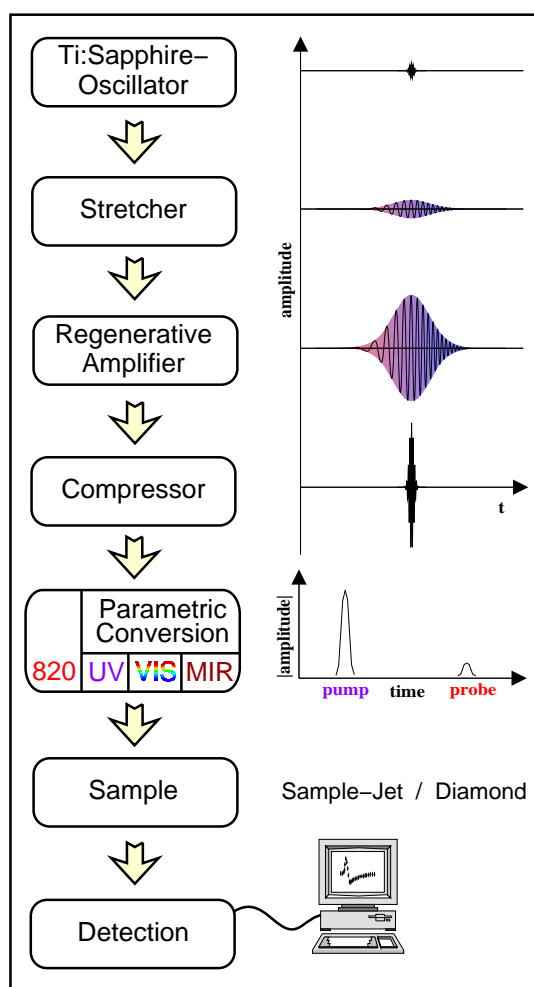 Ti:Sapphire–
Oscillator
Stretcher
Regenerative
Amplifier
Compressor
Parametric
Conversion
820 UV VIS MIR
Sample
Detection
amplitude
t
|amplitude|
pump time probe
Sample–Jet / Diamond